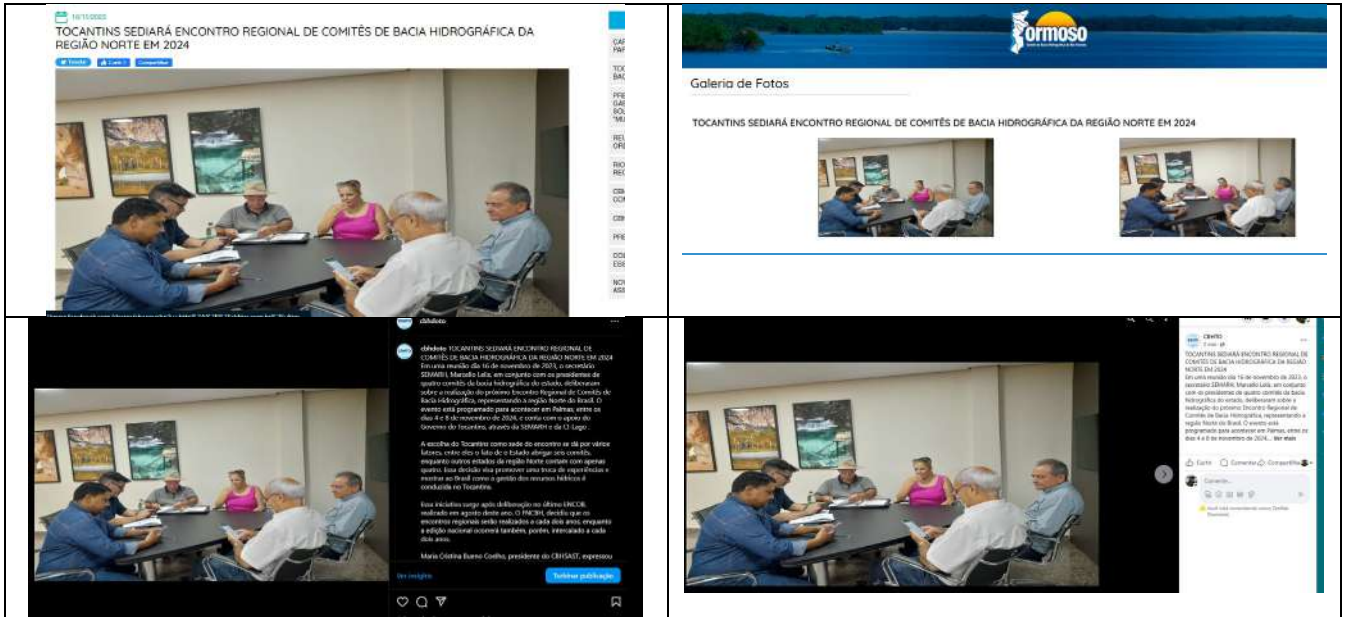 16/11/2023
TOCANTINS SEDIARÁ ENCONTRO REGIONAL DE COMITÊS DE BACIA HIDROGRÁFICA DA
REGIÃO NORTE EM 2024
Tweetar Curtir Compartilhar
Formoso
Galeria de Fotos
TOCANTINS SEDIARÁ ENCONTRO REGIONAL DE COMITÊS DE BACIA HIDROGRÁFICA DA REGIÃO NORTE EM 2024
TOCANTINS SEDIARÁ ENCONTRO REGIONAL DE
COMITÊS DE BACIA HIDROGRÁFICA DA REGIÃO NORTE EM 2024
Em uma reunião dia 16 de novembro de 2023, o secretário
SEMARH, Marcello Lelis, em conjunto com os presidentes de
quatro comitês da bacia hidrográfica do estado, deliberaram
sobre a realização do próximo Encontro Regional de Comitês de
Bacia Hidrográfica, representando a região Norte do Brasil. O
evento está programado para acontecer em Palmas, entre os
dias 4 e 8 de novembro de 2024, e conta com o apoio do
Governo do Tocantins, através da SEMARH e da CI-Lago.
A escolha do Tocantins como sede do encontro se dá por vários
fatores, entre eles o fato de o Estado abrigar seis comitês,
enquanto outros estados da região Norte contam com apenas
quatro. Essa decisão visa promover uma troca de experiências e
mostrar ao Brasil como a gestão dos recursos hídricos é
conduzida no Tocantins.
Essa iniciativa surge após deliberação no último ENCOB,
realizado em agosto deste ano. O FNCBH, decidiu que os
encontros regionais serão realizados a cada dois anos, enquanto
a edição nacional ocorrerá também, porém, intercalado a cada
dois anos.
Maria Cristina Bueno Coelho, presidente do CBHSAST, expressou
Ver insights Turbinar publicação
TOCANTINS SEDIARÁ ENCONTRO REGIONAL DE
COMITÊS DE BACIA HIDROGRÁFICA DA REGIÃO
NORTE EM 2024
Em uma reunião dia 16 de novembro de 2023, o
secretário SEMARH, Marcello Lelis, em conjunto
com os presidentes de quatro comitês da bacia
hidrográfica do estado, deliberaram sobre a
realização do próximo Encontro Regional de
Comitês de Bacia Hidrográfica, representando a
região Norte do Brasil. O evento está
programado para acontecer em Palmas, entre os
dias 4 e 8 de novembro de 2024... Ver mais
Curtir Comentar Compartilhar